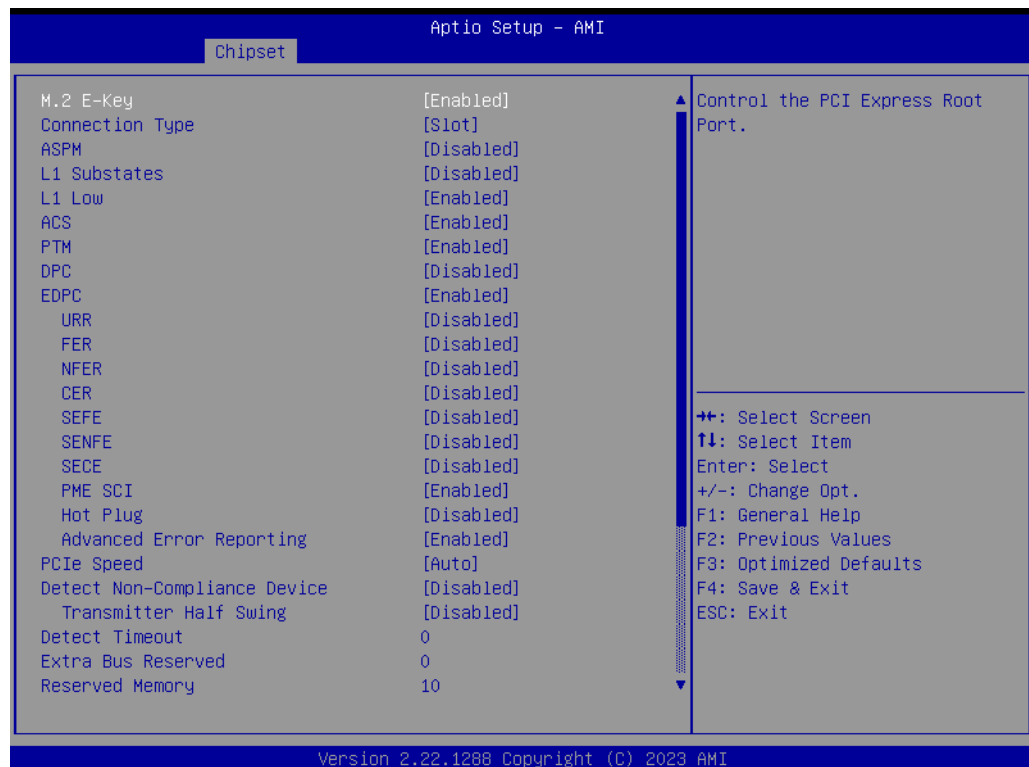 Aptio Setup – AMI
Chipset
M.2 E-Key [Enabled]
Connection Type [Slot]
ASPM [Disabled]
L1 Substates [Disabled]
L1 Low [Enabled]
ACS [Enabled]
PTM [Enabled]
DPC [Disabled]
EDPC [Enabled]
URR [Disabled]
FER [Disabled]
NFER [Disabled]
CER [Disabled]
SEFE [Disabled]
SENFE [Disabled]
SECE [Disabled]
PME SCI [Enabled]
Hot Plug [Disabled]
Advanced Error Reporting [Enabled]
PCIe Speed [Auto]
Detect Non-Compliance Device [Disabled]
Transmitter Half Swing [Disabled]
Detect Timeout 0
Extra Bus Reserved 0
Reserved Memory 10
Control the PCI Express Root
Port.
→←: Select Screen
↑↓: Select Item
Enter: Select
+/-: Change Opt.
F1: General Help
F2: Previous Values
F3: Optimized Defaults
F4: Save & Exit
ESC: Exit
Version 2.22.1288 Copyright (C) 2023 AMI